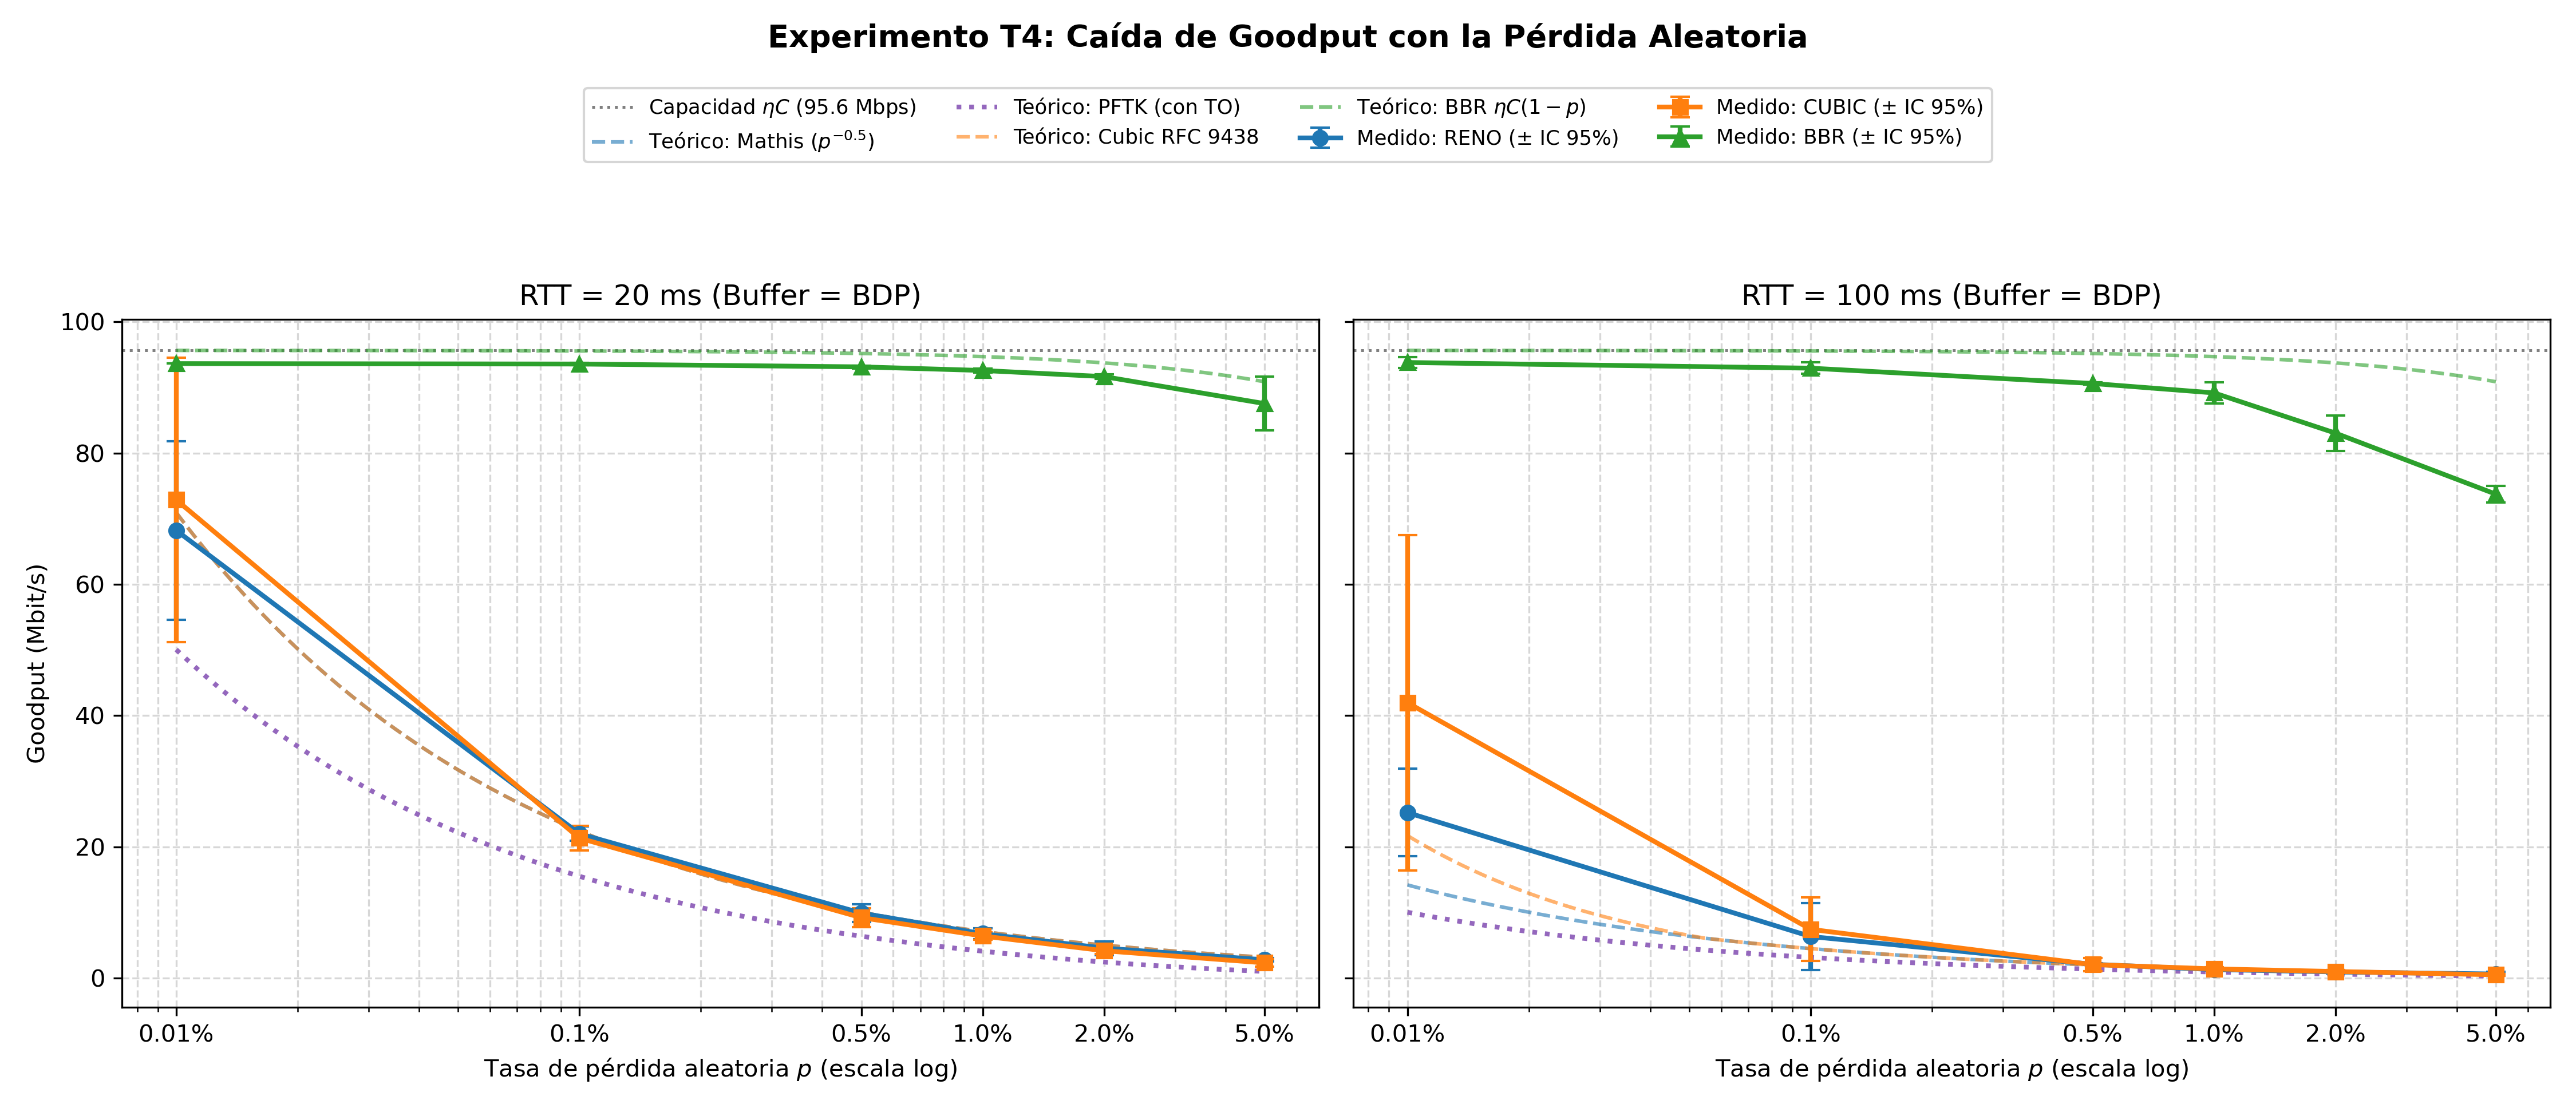 Experimento T4: Caída de Goodput con la Pérdida Aleatoria
Capacidad ηC (95.6 Mbps)
Teórico: Mathis (p^{-0.5})
Teórico: PFTK (con TO)
Teórico: Cubic RFC 9438
Teórico: BBR ηC(1 − p)
Medido: RENO (± IC 95%)
Medido: CUBIC (± IC 95%)
Medido: BBR (± IC 95%)
RTT = 20 ms (Buffer = BDP)
100
80
60
40
20
0
Goodput (Mbit/s)
0.01% 0.1% 0.5% 1.0% 2.0% 5.0%
Tasa de pérdida aleatoria p (escala log)
RTT = 100 ms (Buffer = BDP)
0.01% 0.1% 0.5% 1.0% 2.0% 5.0%
Tasa de pérdida aleatoria p (escala log)